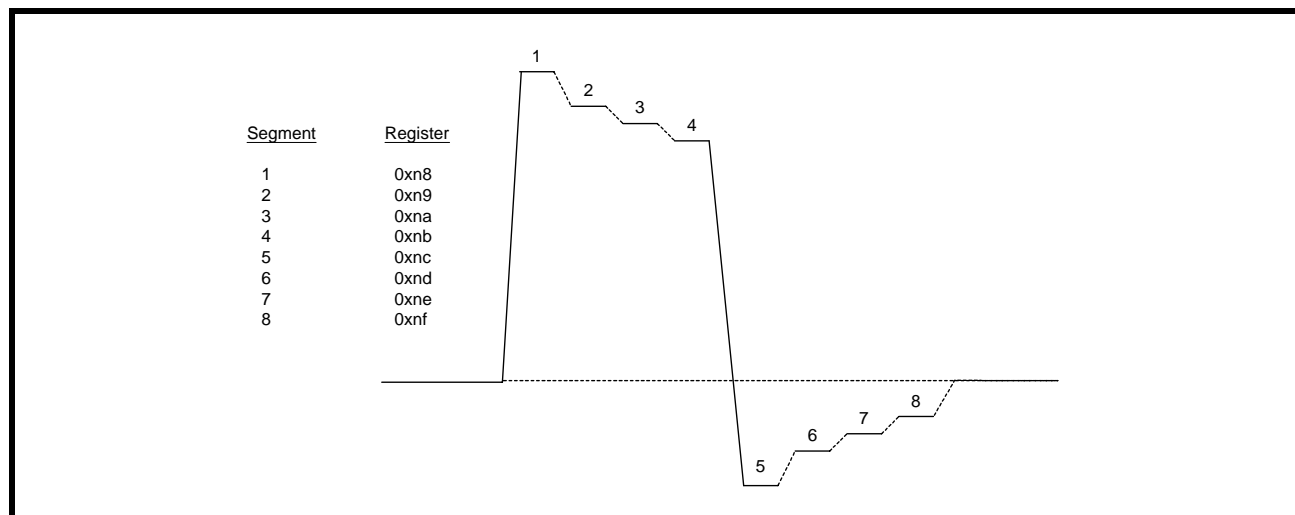 1
2
3
4
Segment Register
1 0xn8
2 0xn9
3 0xna
4 0xnb
5 0xnc
6 0xnd
7 0xne
8 0xnf
8
7
6
5